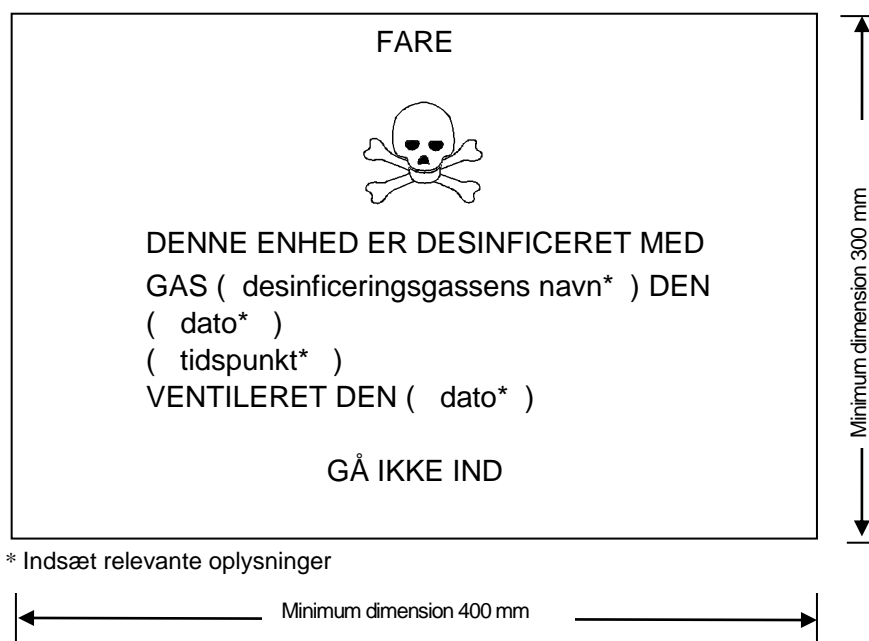 FARE
DENNE ENHED ER DESINFICERET MED
GAS ( desinficeringsgassens navn* ) DEN
( dato* )
( tidspunkt* )
VENTILERET DEN ( dato* )
GÅ IKKE IND
Minimum dimension 300 mm
* Indsæt relevante oplysninger
Minimum dimension 400 mm